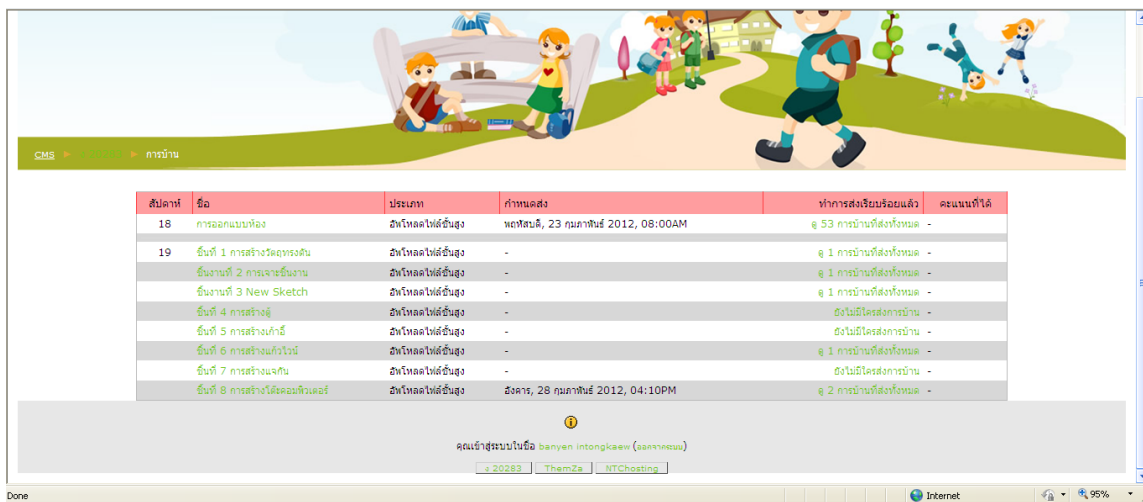 CMS ► ► การบ้าน
สัปดาห์ ชื่อ ประเภท กำหนดส่ง ทำการส่งเรียบร้อยแล้ว คะแนนที่ได้
18 การออกแบบห้อง อัพโหลดไฟล์ขั้นสูง พฤหัสบดี, 23 กุมภาพันธ์ 2012, 08:00AM ดู 53 การบ้านที่ส่งทั้งหมด -
19 ชิ้นที่ 1 การสร้างวัตถุทรงตัน อัพโหลดไฟล์ขั้นสูง - ดู 1 การบ้านที่ส่งทั้งหมด -
ชิ้นงานที่ 2 การเจาะชิ้นงาน อัพโหลดไฟล์ขั้นสูง - ดู 1 การบ้านที่ส่งทั้งหมด -
ชิ้นงานที่ 3 New Sketch อัพโหลดไฟล์ขั้นสูง - ดู 1 การบ้านที่ส่งทั้งหมด -
ชิ้นที่ 4 การสร้างตู้ อัพโหลดไฟล์ขั้นสูง - ยังไม่มีใครส่งการบ้าน -
ชิ้นที่ 5 การสร้างเก้าอี้ อัพโหลดไฟล์ขั้นสูง - ยังไม่มีใครส่งการบ้าน -
ชิ้นที่ 6 การสร้างแก้วไวน์ อัพโหลดไฟล์ขั้นสูง - ดู 1 การบ้านที่ส่งทั้งหมด -
ชิ้นที่ 7 การสร้างแจกัน อัพโหลดไฟล์ขั้นสูง - ยังไม่มีใครส่งการบ้าน -
ชิ้นที่ 8 การสร้างโต๊ะคอมพิวเตอร์ อัพโหลดไฟล์ขั้นสูง อังคาร, 28 กุมภาพันธ์ 2012, 04:10PM ดู 2 การบ้านที่ส่งทั้งหมด -
คุณเข้าสู่ระบบในชื่อ banyen intongkaew (ออกจากระบบ)
ง 20283 ThemZa NTChosting
Done Internet 95%